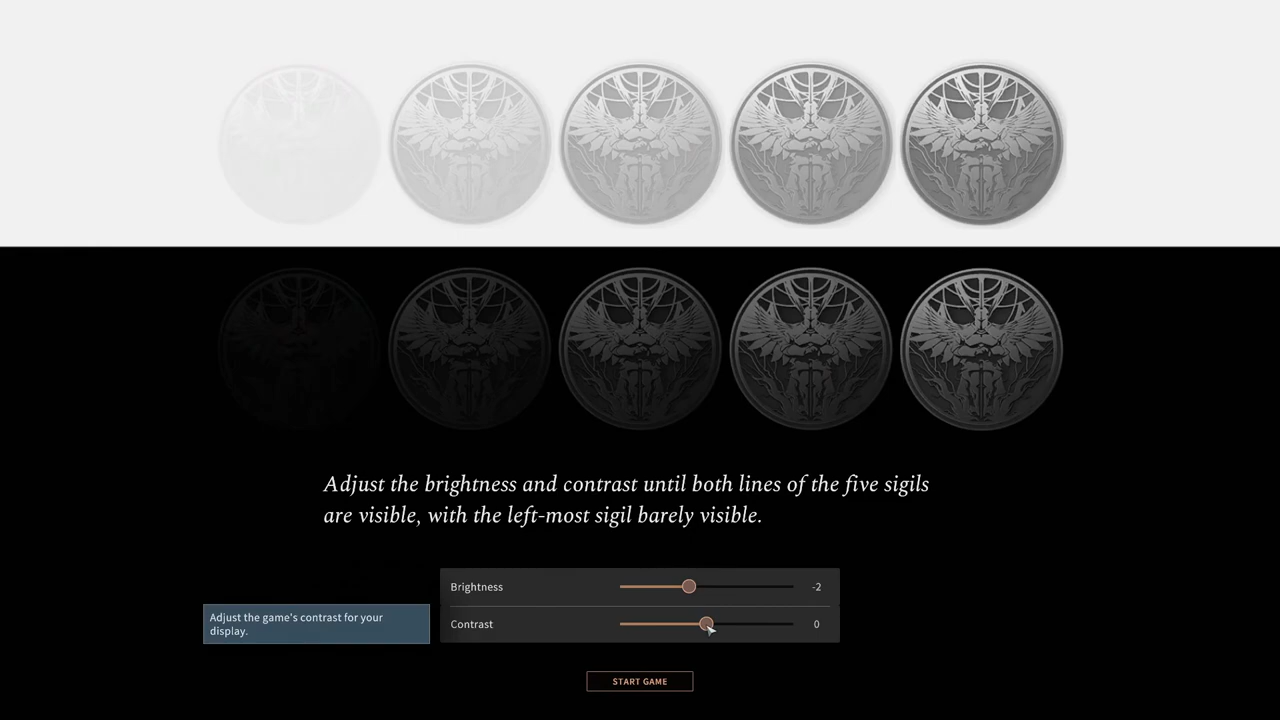 Adjust the brightness and contrast until both lines of the five sigils
are visible, with the left-most sigil barely visible.
Brightness -2
Adjust the game's contrast for your
display.
Contrast 0
START GAME